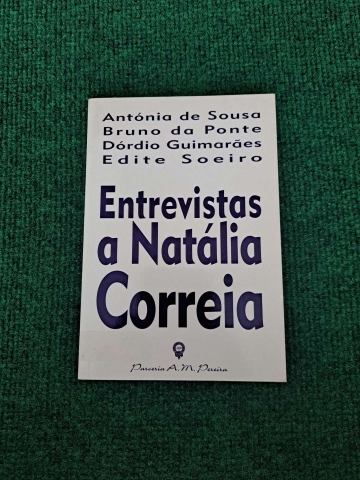 Antónia de Sousa
Bruno da Ponte
Dórdio Guimarães
Edite Soeiro
Entrevistas
a Natália
Correia
Parceria A. M. Pereira